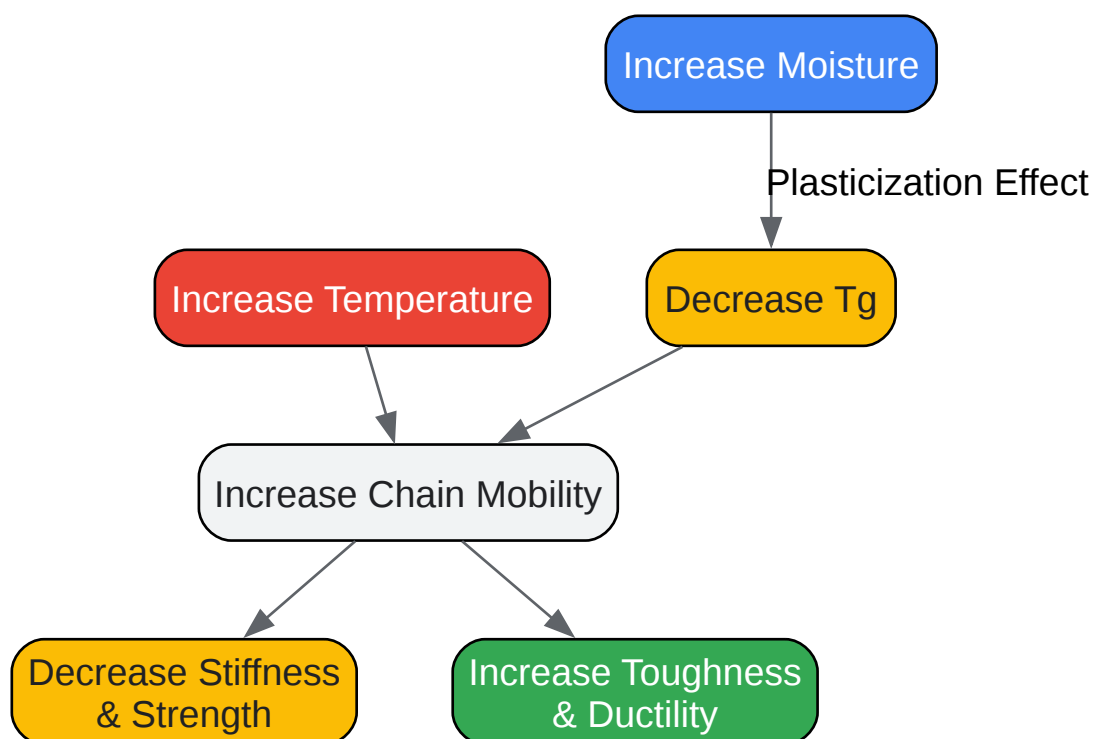 Increase Moisture
Plasticization Effect
Increase Temperature
Decrease Tg
Increase Chain Mobility
Decrease Stiffness
& Strength
Increase Toughness
& Ductility